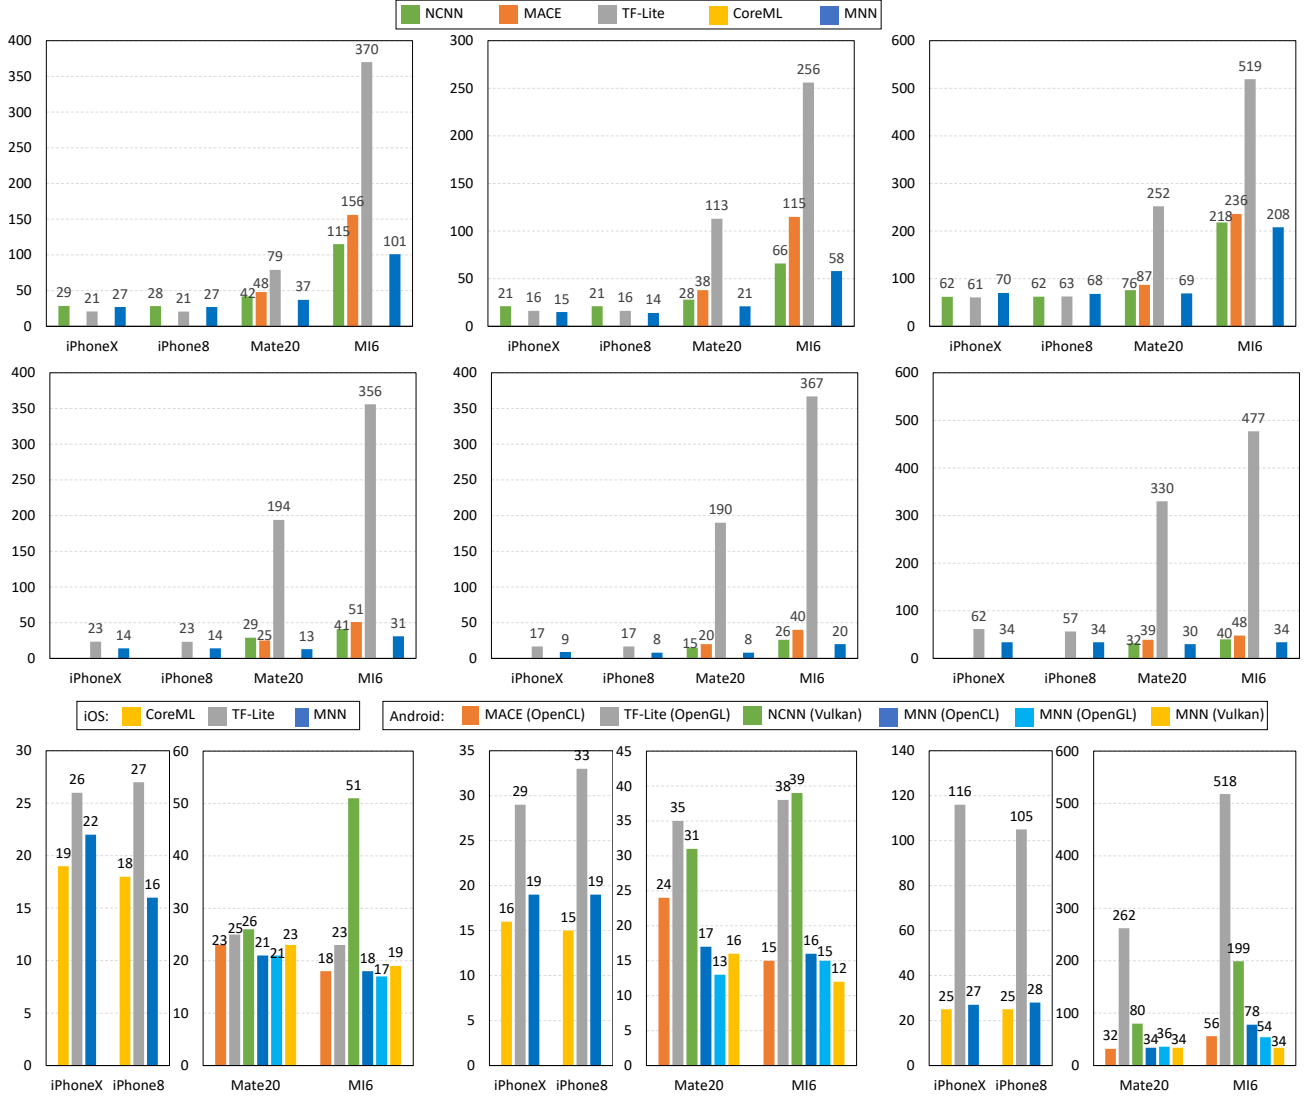 NCNN MACE TF-Lite CoreML MNN
400 350 300 250 200 150 100 50 0
29 21 27 28 21 27 42 48 79 37 115 156 370 101
iPhoneX iPhone8 Mate20 MI6
300 250 200 150 100 50 0
21 16 15 21 16 14 28 38 113 21 66 115 256 58
iPhoneX iPhone8 Mate20 MI6
600 500 400 300 200 100 0
62 61 70 62 63 68 76 87 252 69 218 236 519 208
iPhoneX iPhone8 Mate20 MI6
400 350 300 250 200 150 100 50 0
23 14 23 14 29 25 194 13 41 51 356 31
iPhoneX iPhone8 Mate20 MI6
400 350 300 250 200 150 100 50 0
17 9 17 8 15 20 190 8 26 40 367 20
iPhoneX iPhone8 Mate20 MI6
600 500 400 300 200 100 0
62 34 57 34 32 39 330 30 40 48 477 34
iPhoneX iPhone8 Mate20 MI6
iOS: CoreML TF-Lite MNN
Android: MACE (OpenCL) TF-Lite (OpenGL) NCNN (Vulkan) MNN (OpenCL) MNN (OpenGL) MNN (Vulkan)
30 25 20 15 10 5 0
19 26 22 18 27 16
iPhoneX iPhone8
60 50 40 30 20 10 0
23 25 26 21 21 23 18 23 51 18 17 19
Mate20 MI6
35 30 25 20 15 10 5 0
16 29 19 15 33 19
iPhoneX iPhone8
45 40 35 30 25 20 15 10 5 0
24 35 31 17 13 16 15 38 39 16 15 12
Mate20 MI6
140 120 100 80 60 40 20 0
25 116 27 25 105 28
iPhoneX iPhone8
600 500 400 300 200 100 0
32 262 80 34 36 34 56 518 199 78 54 34
Mate20 MI6